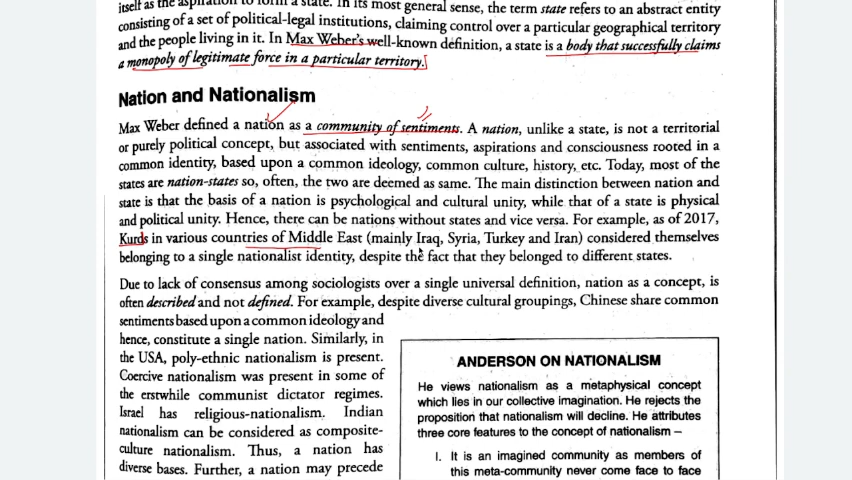 itself as the aspiration to form a state. In its most general sense, the term state refers to an abstract entity
consisting of a set of political-legal institutions, claiming control over a particular geographical territory
and the people living in it. In Max Weber's well-known definition, a state is a body that successfully claims
a monopoly of legitimate force in a particular territory.
Nation and Nationalism
Max Weber defined a nation as a community of sentiments. A nation, unlike a state, is not a territorial
or purely political concept, but associated with sentiments, aspirations and consciousness rooted in a
common identity, based upon a common ideology, common culture, history, etc. Today, most of the
states are nation-states so, often, the two are deemed as same. The main distinction between nation and
state is that the basis of a nation is psychological and cultural unity, while that of a state is physical
and political unity. Hence, there can be nations without states and vice versa. For example, as of 2017,
Kurds in various countries of Middle East (mainly Iraq, Syria, Turkey and Iran) considered themselves
belonging to a single nationalist identity, despite the fact that they belonged to different states.
Due to lack of consensus among sociologists over a single universal definition, nation as a concept, is
often described and not defined. For example, despite diverse cultural groupings, Chinese share common
sentiments based upon a common ideology and
hence, constitute a single nation. Similarly, in
the USA, poly-ethnic nationalism is present.
Coercive nationalism was present in some of
the erstwhile communist dictator regimes.
Israel has religious-nationalism. Indian
nationalism can be considered as composite-
culture nationalism. Thus, a nation has
diverse bases. Further, a nation may precede
ANDERSON ON NATIONALISM
He views nationalism as a metaphysical concept
which lies in our collective imagination. He rejects the
proposition that nationalism will decline. He attributes
three core features to the concept of nationalism –
I. It is an imagined community as members of
this meta-community never come face to face